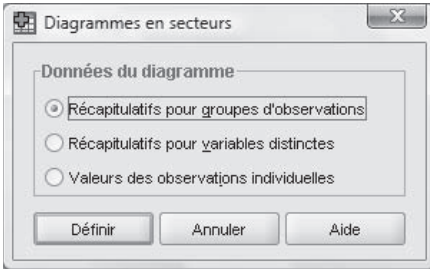 Diagrammes en secteurs
Données du diagramme
Récapitulatifs pour groupes d'observations
Récapitulatifs pour variables distinctes
Valeurs des observations individuelles
Définir Annuler Aide